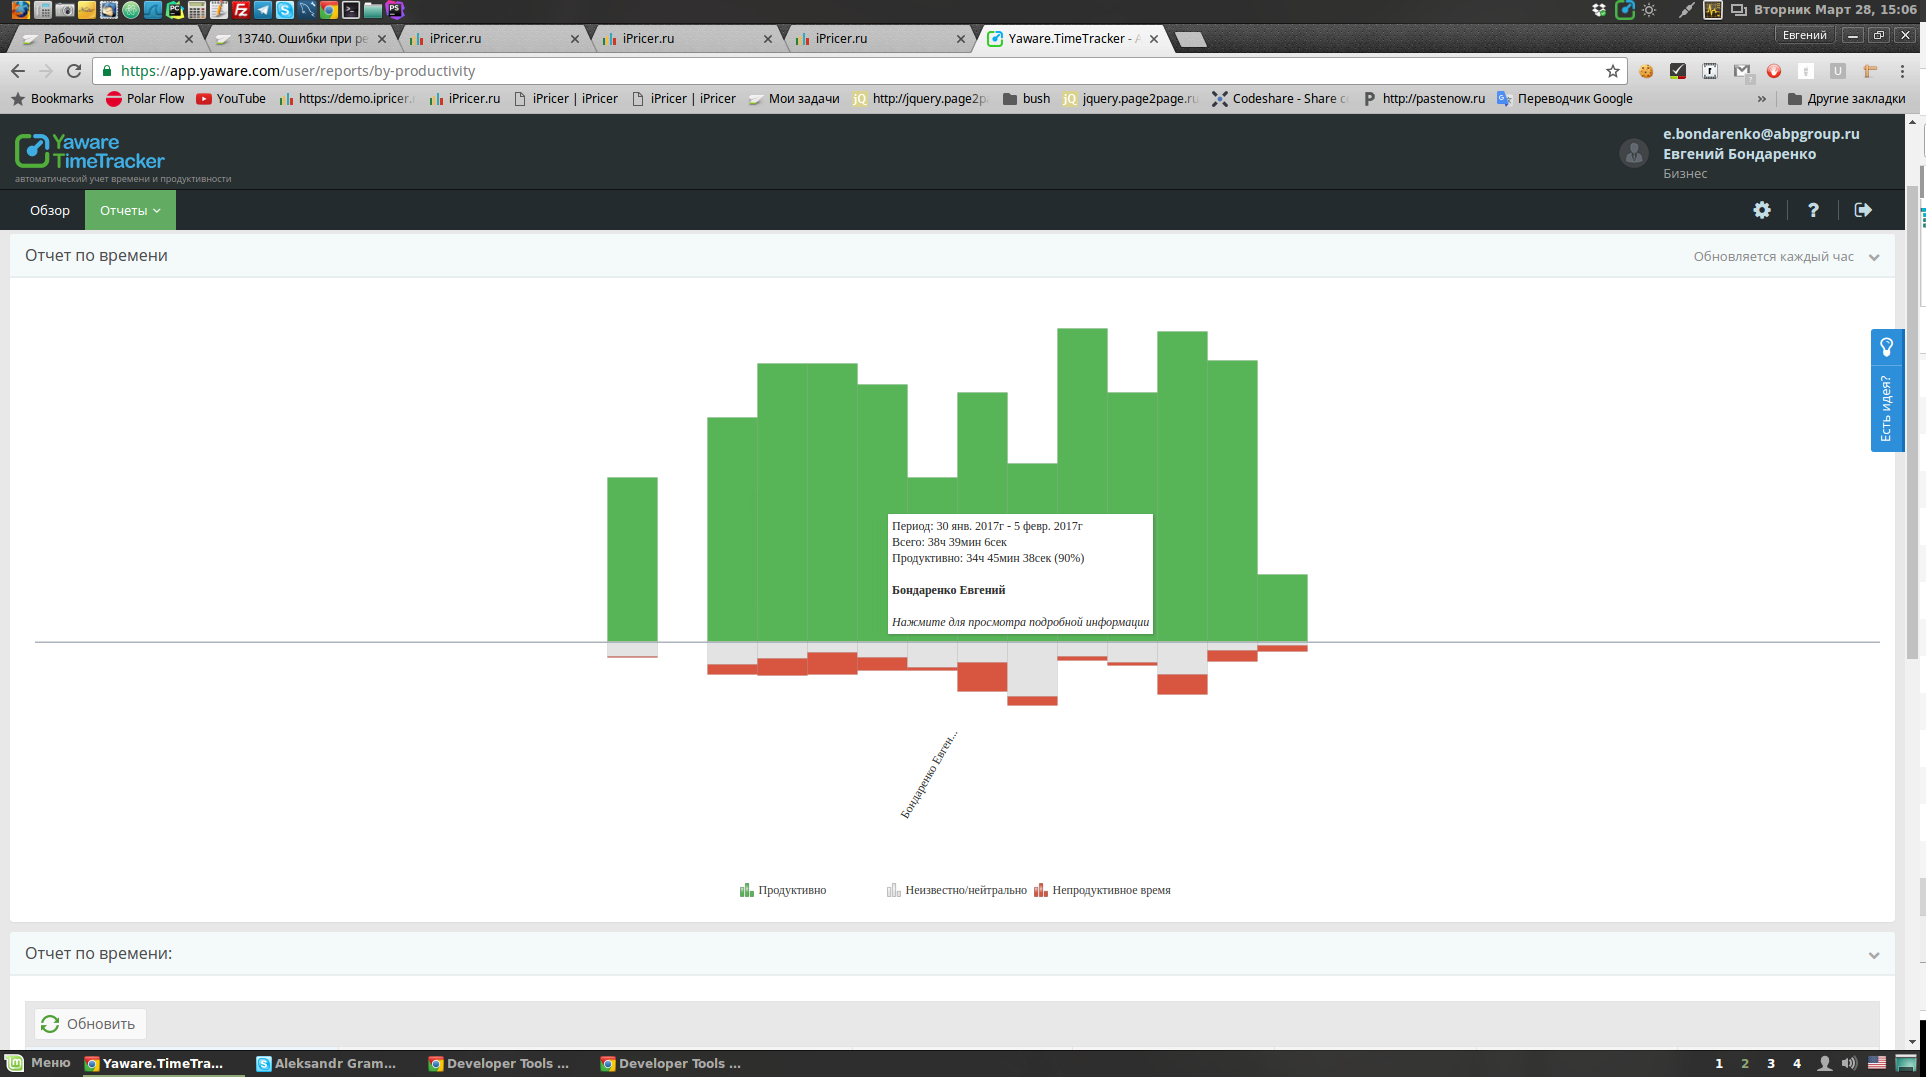 Вторник Март 28, 15:06
Рабочий стол
13740. Ошибки при ре
iPricer.ru
iPricer.ru
iPricer.ru
Yaware.TimeTracker -
Евгений
https://app.yaware.com/user/reports/by-productivity
Bookmarks
Polar Flow
YouTube
https://demo.ipricer.
iPricer.ru
iPricer | iPricer
iPricer | iPricer
Мои задачи
http://jquery.page2p
bush
jquery.page2page.ru
Codeshare - Share c
http://pastenow.ru
Переводчик Google
» Другие закладки
Yaware
TimeTracker
автоматический учет времени и продуктивности
e.bondarenko@abpgroup.ru
Евгений Бондаренко
Бизнес
Обзор
Отчеты
?
Отчет по времени
Обновляется каждый час
Есть идея?
Период: 30 янв. 2017г - 5 февр. 2017г
Всего: 38ч 39мин 6сек
Продуктивно: 34ч 45мин 38сек (90%)
Бондаренко Евгений
Нажмите для просмотра подробной информации
Бондаренко Евген...
Продуктивно
Неизвестно/нейтрально
Непродуктивное время
Отчет по времени:
Обновить
Меню
Yaware.TimeTra...
Aleksandr Gram...
Developer Tools ...
Developer Tools ...
1 2 3 4